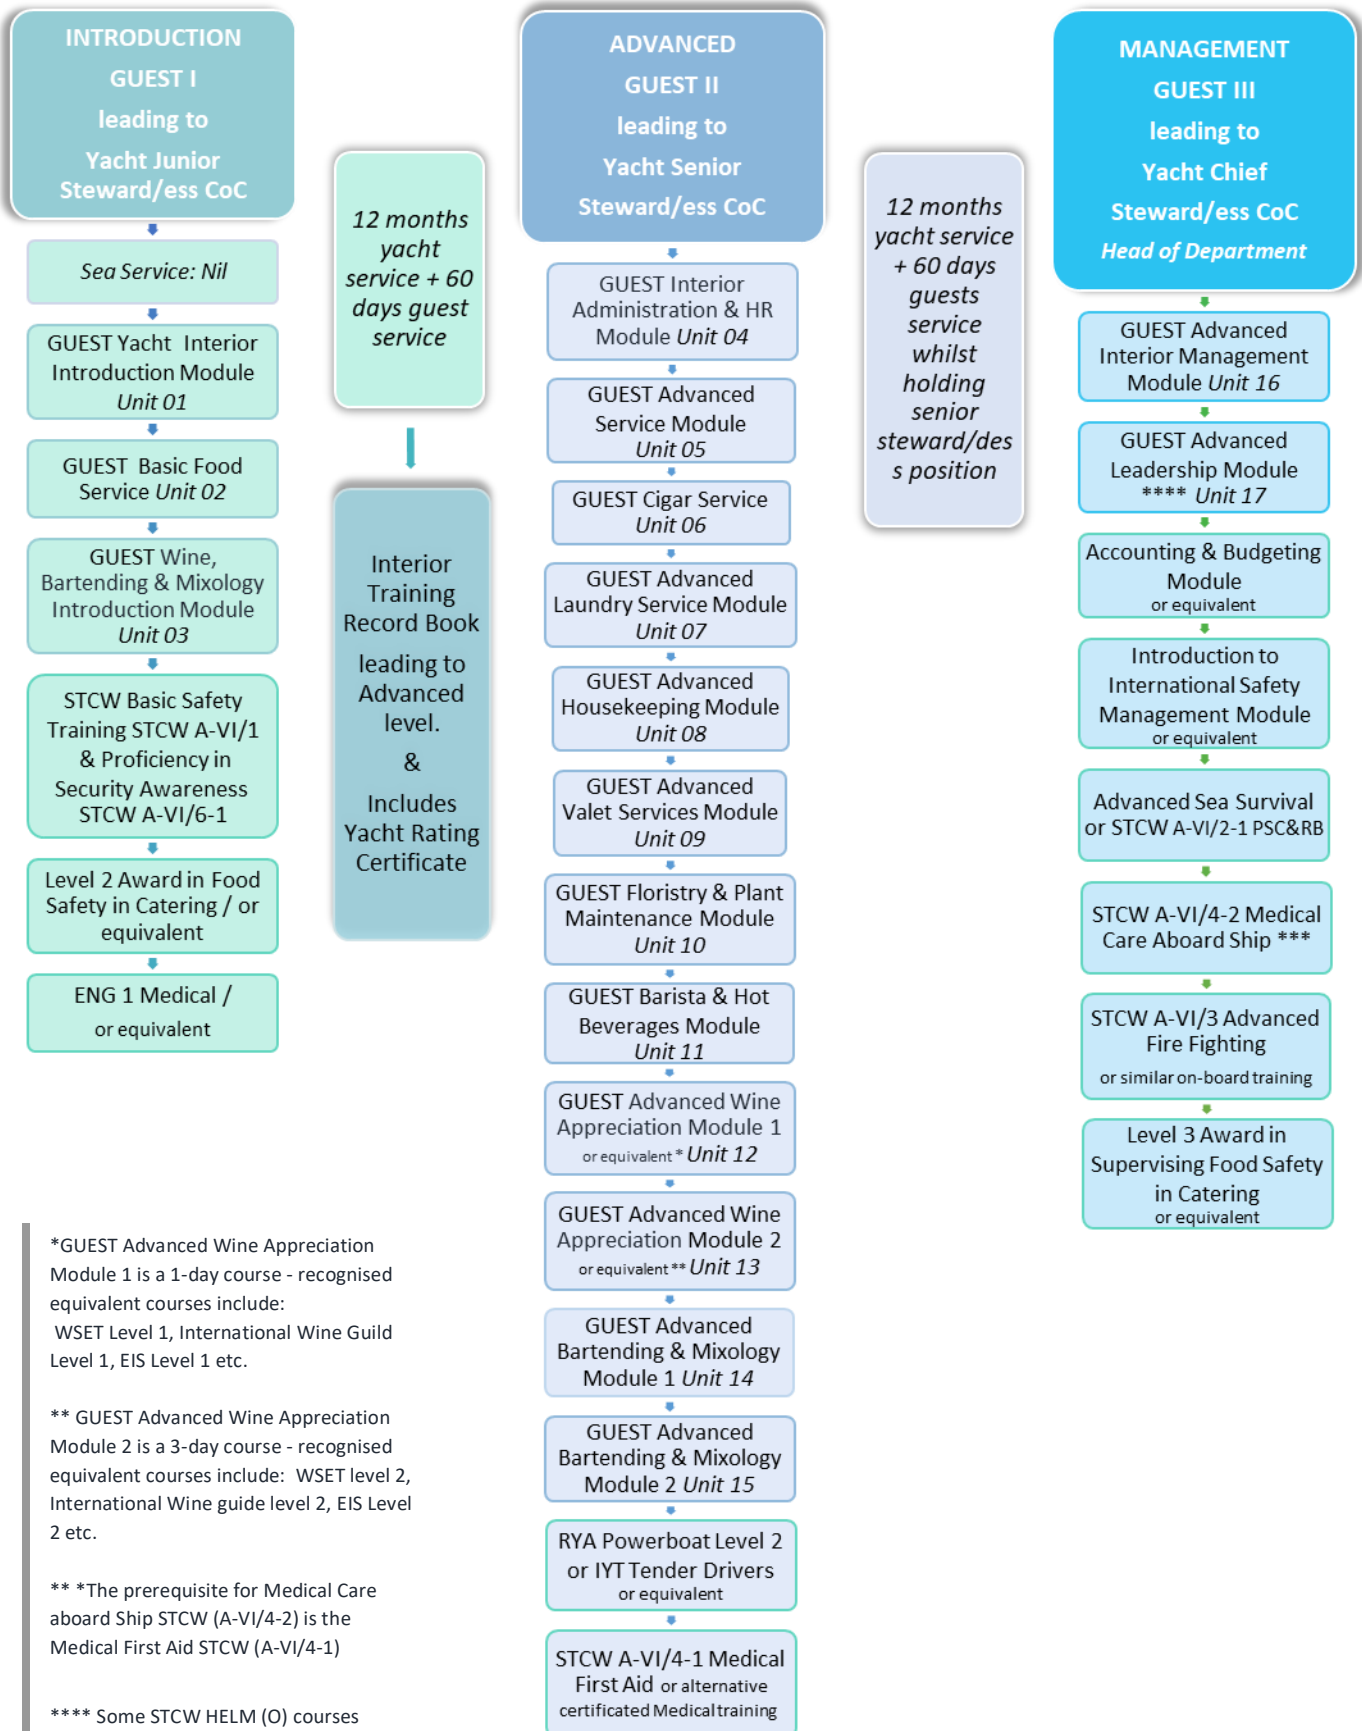 INTRODUCTION
GUEST I
leading to
Yacht Junior
Steward/ess CoC
Sea Service: Nil
GUEST Yacht Interior
Introduction Module
Unit 01
GUEST Basic Food
Service Unit 02
GUEST Wine,
Bartending & Mixology
Introduction Module
Unit 03
STCW Basic Safety
Training STCW A-VI/1
& Proficiency in
Security Awareness
STCW A-VI/6-1
Level 2 Award in Food
Safety in Catering / or
equivalent
ENG 1 Medical /
or equivalent
12 months
yacht
service + 60
days guest
service
Interior
Training
Record Book
leading to
Advanced
level.
&
Includes
Yacht Rating
Certificate
ADVANCED
GUEST II
leading to
Yacht Senior
Steward/ess CoC
GUEST Interior
Administration & HR
Module Unit 04
GUEST Advanced
Service Module
Unit 05
GUEST Cigar Service
Unit 06
GUEST Advanced
Laundry Service Module
Unit 07
GUEST Advanced
Housekeeping Module
Unit 08
GUEST Advanced
Valet Services Module
Unit 09
GUEST Floristry & Plant
Maintenance Module
Unit 10
GUEST Barista & Hot
Beverages Module
Unit 11
GUEST Advanced Wine
Appreciation Module 1
or equivalent * Unit 12
GUEST Advanced Wine
Appreciation Module 2
or equivalent ** Unit 13
GUEST Advanced
Bartending & Mixology
Module 1 Unit 14
GUEST Advanced
Bartending & Mixology
Module 2 Unit 15
RYA Powerboat Level 2
or IYT Tender Drivers
or equivalent
STCW A-VI/4-1 Medical
First Aid or alternative
certificated Medical training
12 months
yacht service
+ 60 days
guests
service
whilst
holding
senior
steward/des
s position
MANAGEMENT
GUEST III
leading to
Yacht Chief
Steward/ess CoC
Head of Department
GUEST Advanced
Interior Management
Module Unit 16
GUEST Advanced
Leadership Module
**** Unit 17
Accounting & Budgeting
Module
or equivalent
Introduction to
International Safety
Management Module
or equivalent
Advanced Sea Survival
or STCW A-VI/2-1 PSC&RB
STCW A-VI/4-2 Medical
Care Aboard Ship ***
STCW A-VI/3 Advanced
Fire Fighting
or similar on-board training
Level 3 Award in
Supervising Food Safety
in Catering
or equivalent
*GUEST Advanced Wine Appreciation
Module 1 is a 1-day course - recognised
equivalent courses include:
WSET Level 1, International Wine Guild
Level 1, EIS Level 1 etc.
** GUEST Advanced Wine Appreciation
Module 2 is a 3-day course - recognised
equivalent courses include: WSET level 2,
International Wine guide level 2, EIS Level
2 etc.
** *The prerequisite for Medical Care
aboard Ship STCW (A-VI/4-2) is the
Medical First Aid STCW (A-VI/4-1)
**** Some STCW HELM (O) courses